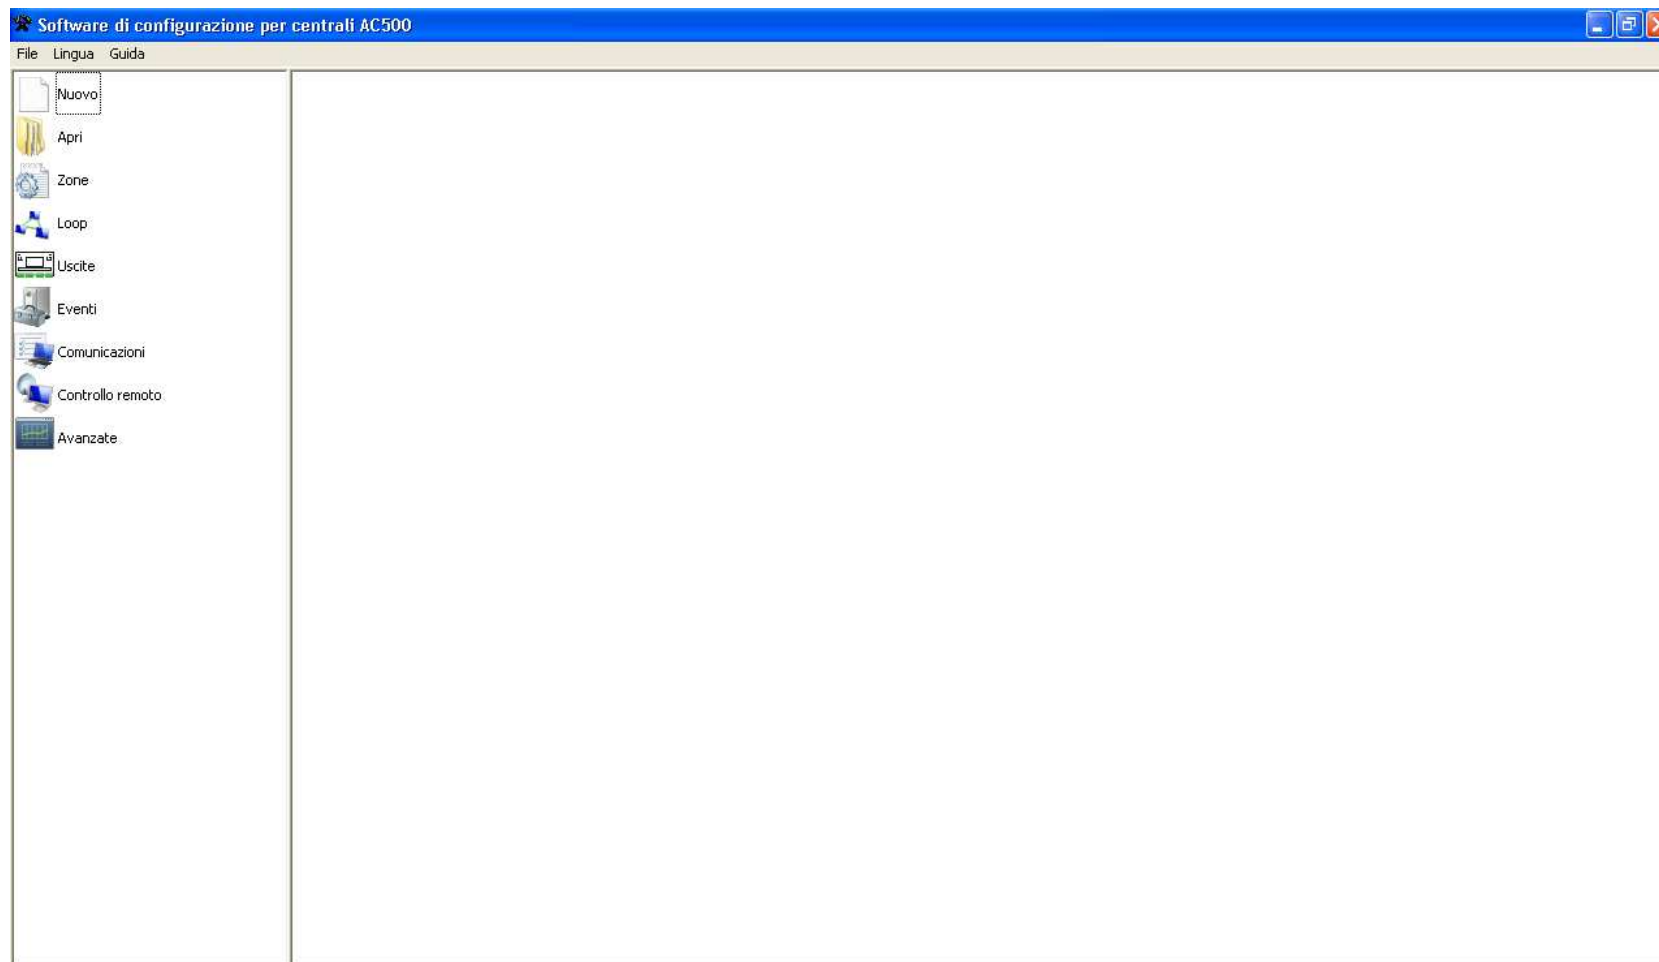 Software di configurazione per centrali AC500
File Lingua Guida
Nuovo
Apri
Zone
Loop
Uscite
Eventi
Comunicazioni
Controllo remoto
Avanzate